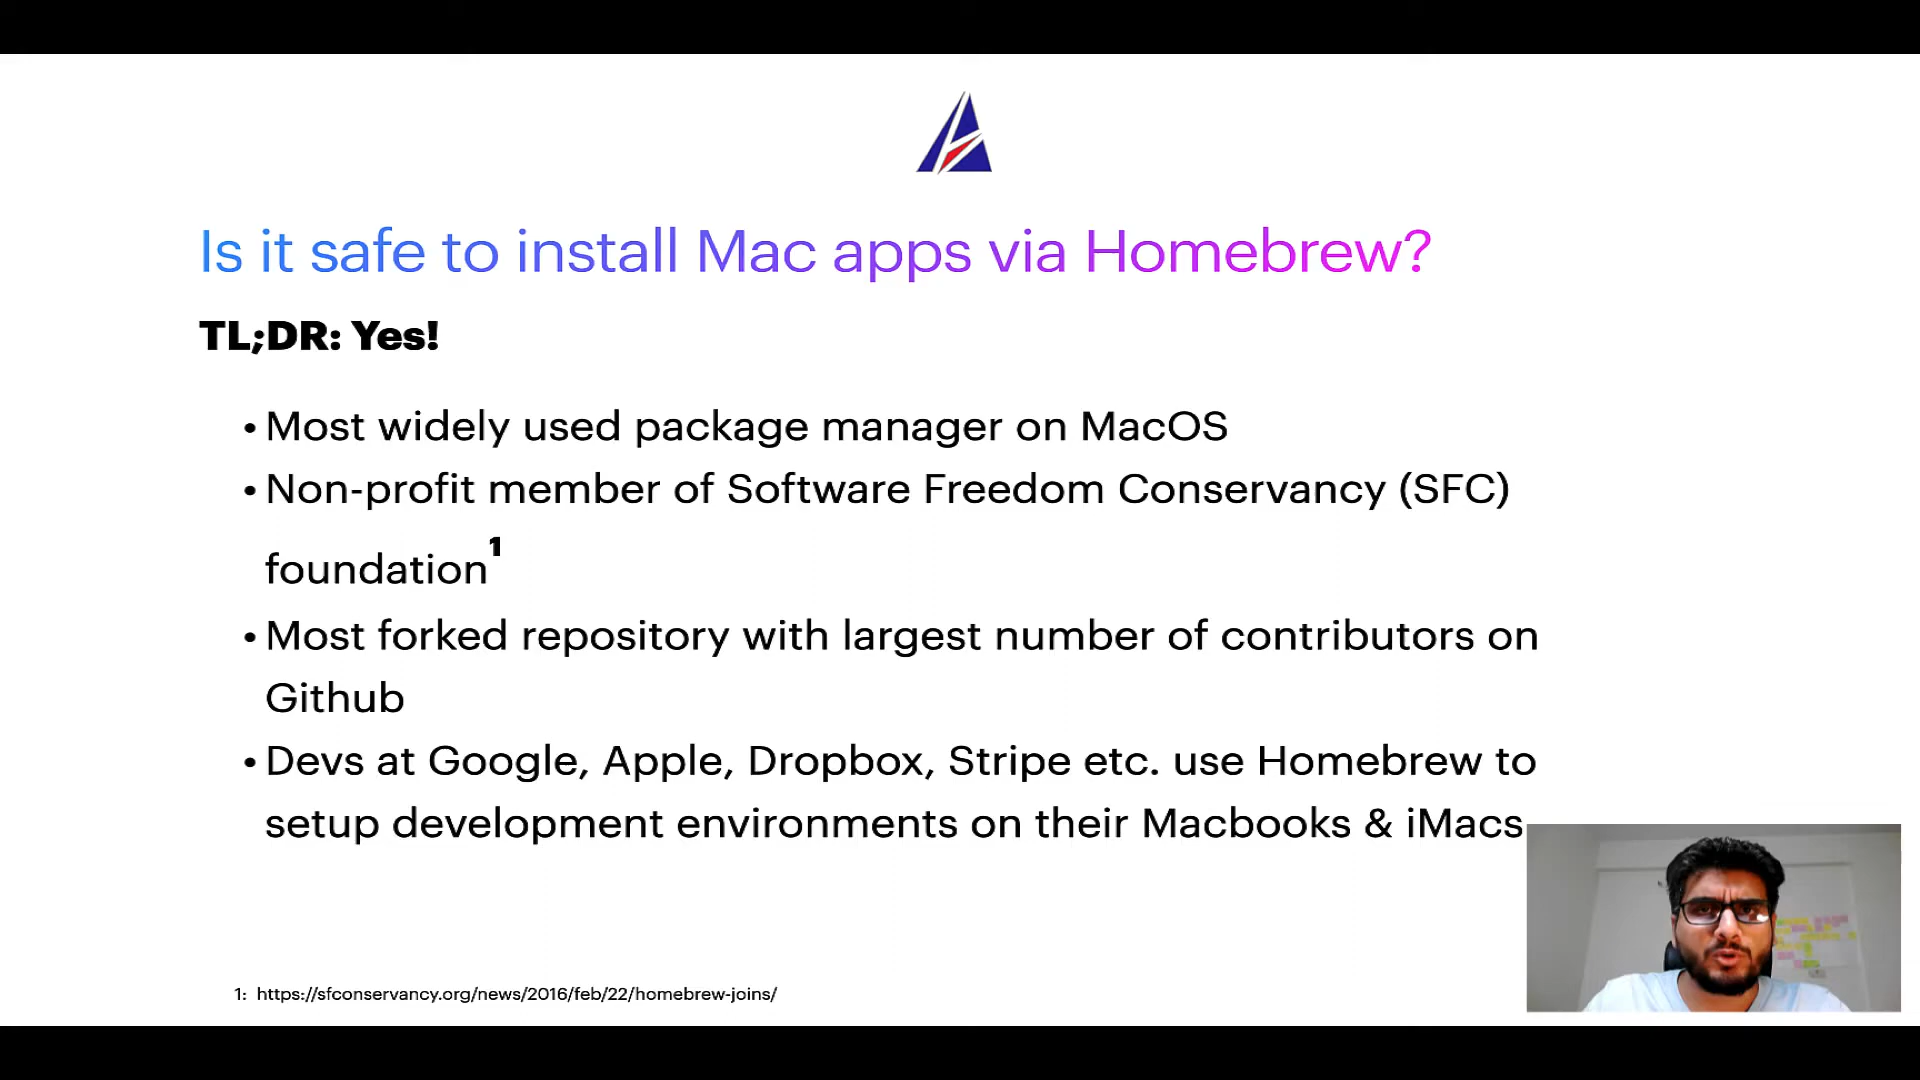 Is it safe to install Mac apps via Homebrew?
TL;DR: Yes!
• Most widely used package manager on MacOS
• Non-profit member of Software Freedom Conservancy (SFC)
foundation1
• Most forked repository with largest number of contributors on
Github
• Devs at Google, Apple, Dropbox, Stripe etc. use Homebrew to
setup development environments on their Macbooks & iMacs
1: https://sfconservancy.org/news/2016/feb/22/homebrew-joins/